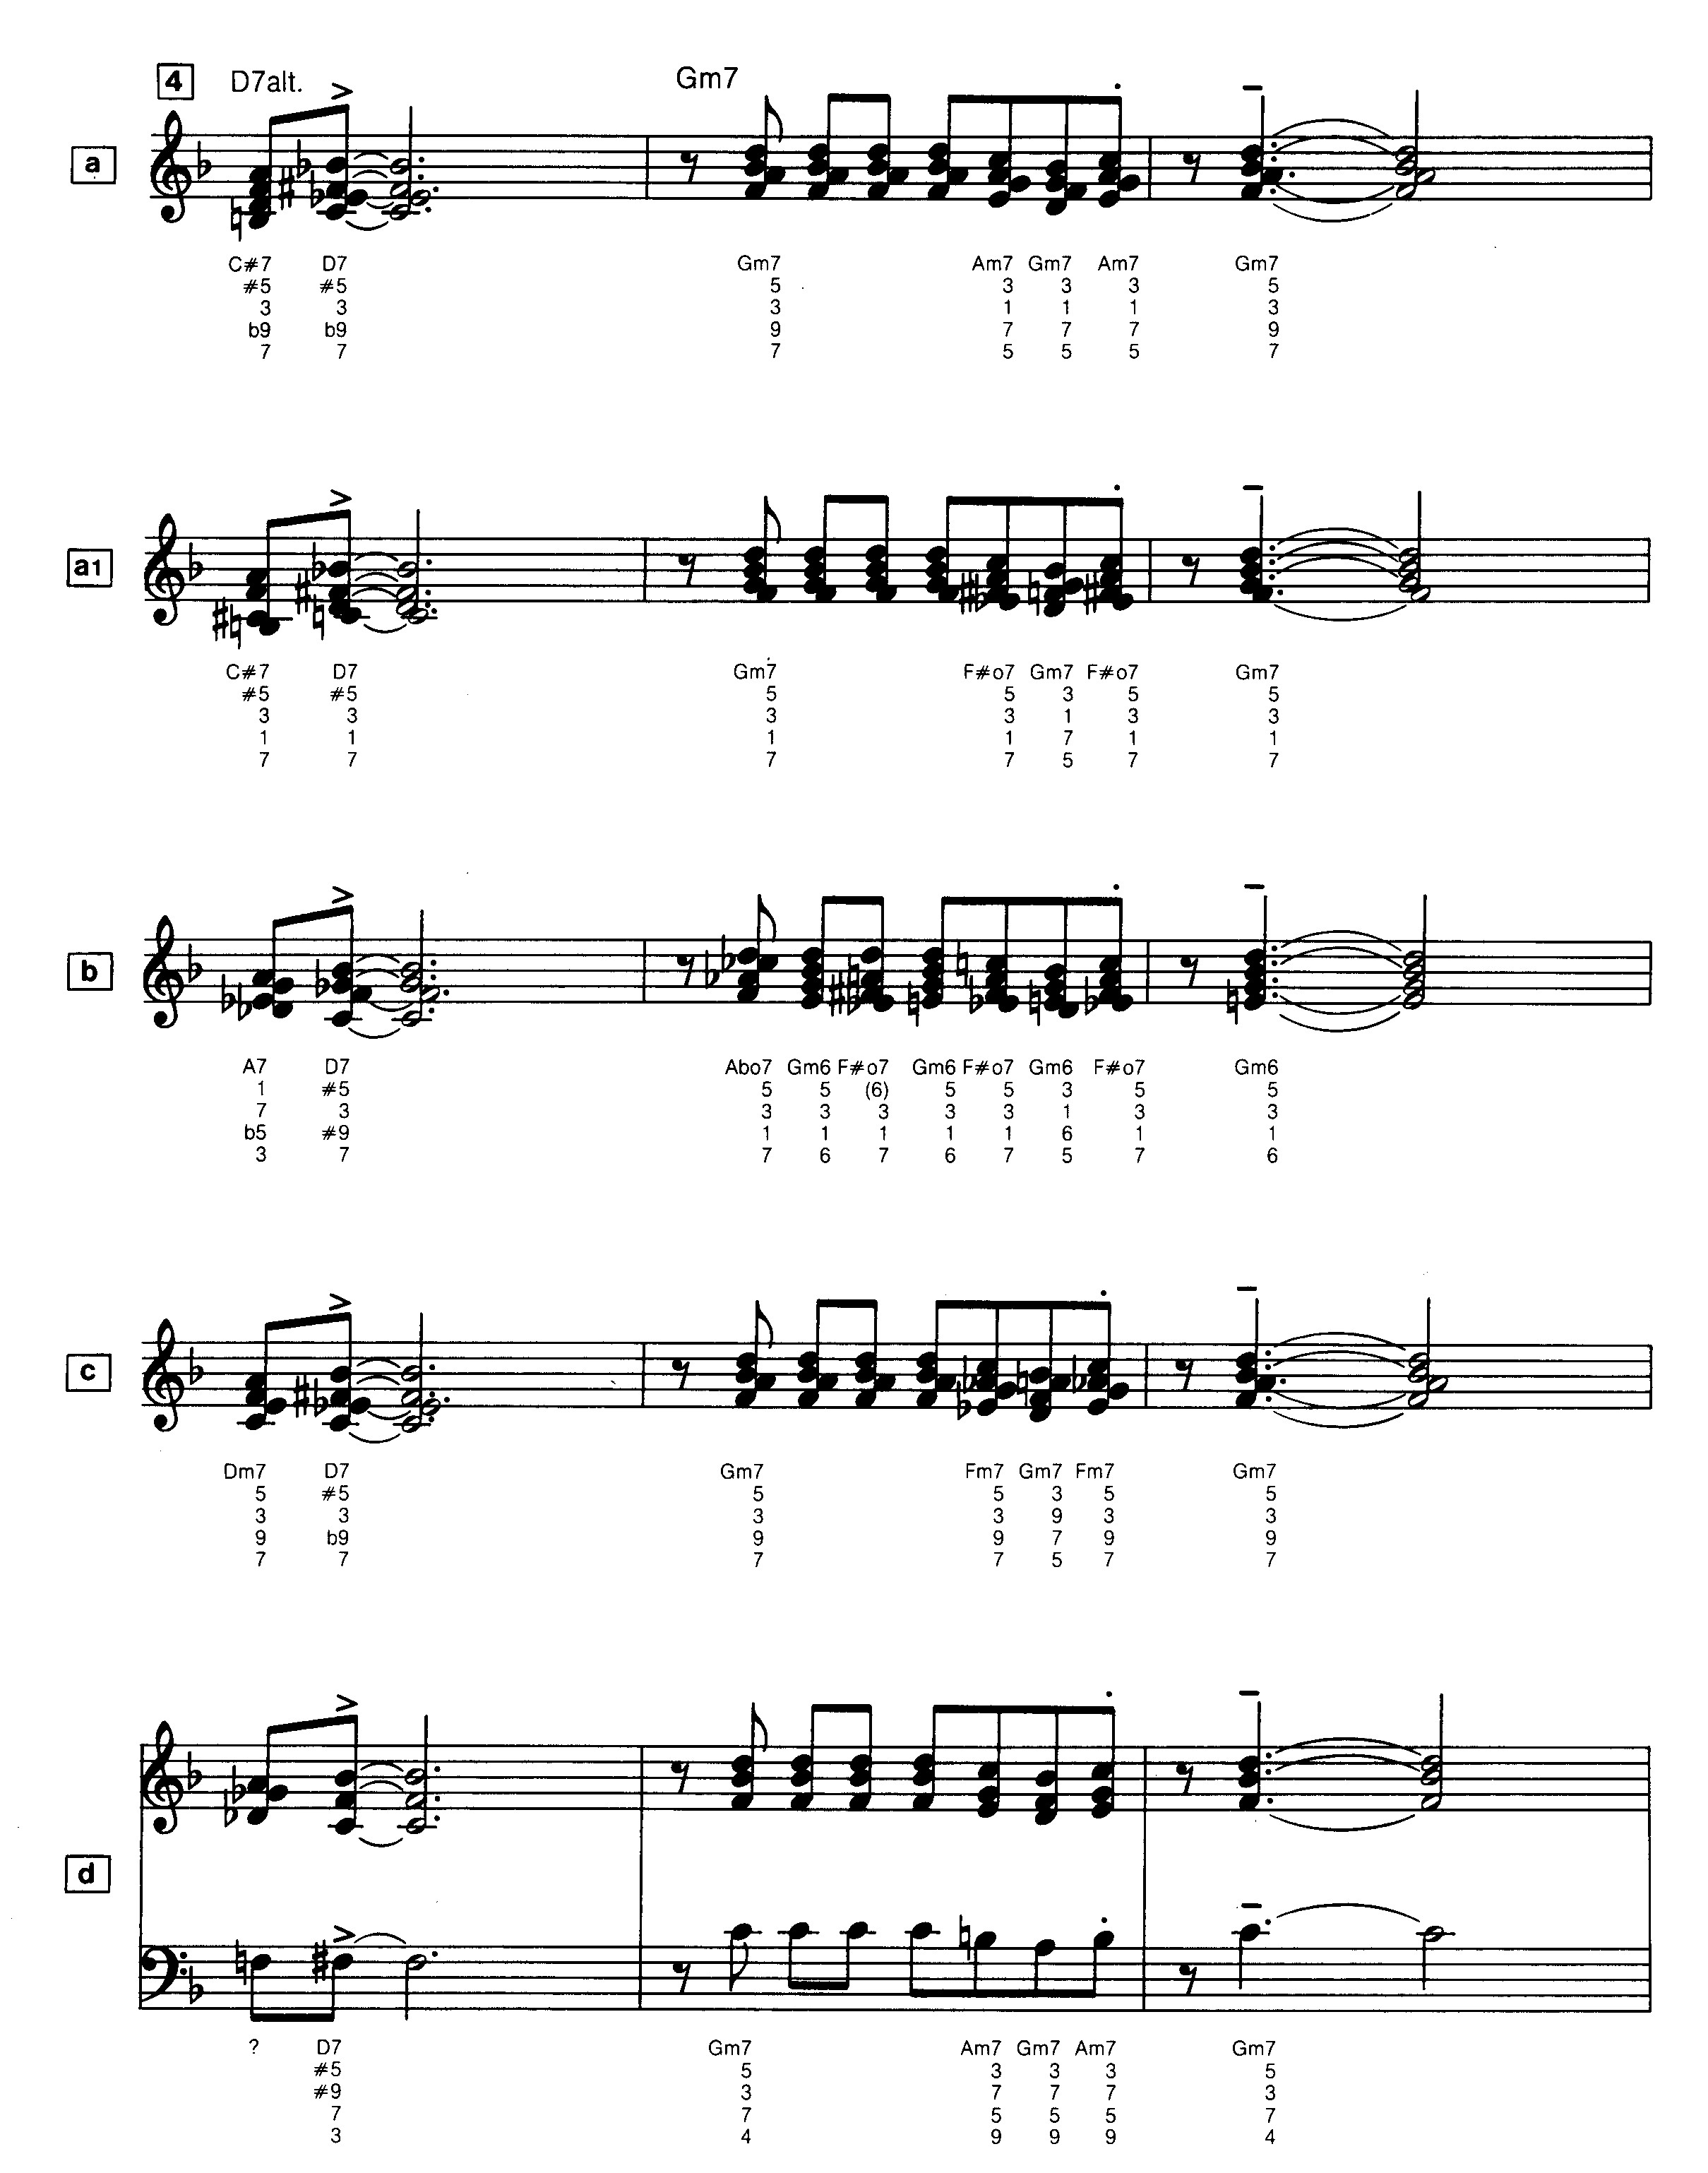 4 D7alt. Gm7
a
C#7 D7 Gm7 Am7 Gm7 Am7 Gm7
#5 #5 5 3 3 3 5
3 3 3 1 1 1 3
b9 b9 9 7 7 7 9
7 7 7 5 5 5 7
a1
C#7 D7 Gm7 F#o7 Gm7 F#o7 Gm7
#5 #5 5 5 3 5 5
3 3 3 3 1 3 3
1 1 1 1 7 1 1
7 7 7 7 5 7 7
b
A7 D7 Abo7 Gm6 F#o7 Gm6 F#o7 Gm6 F#o7 Gm6
1 #5 5 5 (6) 5 5 3 5 5
7 3 3 3 3 3 3 1 3 3
b5 #9 1 1 1 1 1 6 1 1
3 7 7 6 7 6 7 5 7 6
c
Dm7 D7 Gm7 Fm7 Gm7 Fm7 Gm7
5 #5 5 5 3 5 5
3 3 3 3 9 3 3
9 b9 9 9 7 9 9
7 7 7 7 5 7 7
d
? D7 Gm7 Am7 Gm7 Am7 Gm7
#5 5 3 3 3 5
#9 3 7 7 7 3
7 7 5 5 5 7
3 4 9 9 9 4